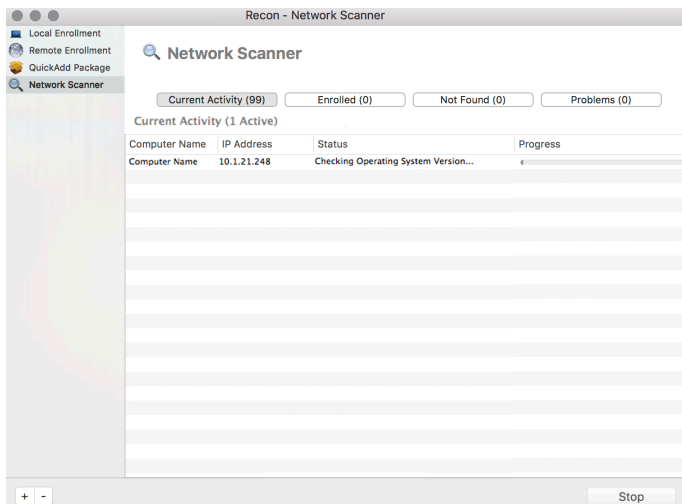 Recon - Network Scanner
Local Enrollment
Remote Enrollment
QuickAdd Package
Network Scanner
Network Scanner
Current Activity (99) Enrolled (0) Not Found (0) Problems (0)
Current Activity (1 Active)
Computer Name IP Address Status Progress
Computer Name 10.1.21.248 Checking Operating System Version...
+ - Stop